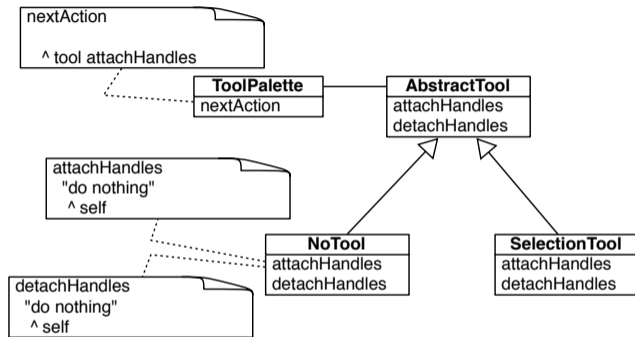 nextAction
^ tool attachHandles
ToolPalette
nextAction
AbstractTool
attachHandles
detachHandles
attachHandles
"do nothing"
^ self
NoTool
attachHandles
detachHandles
SelectionTool
attachHandles
detachHandles
detachHandles
"do nothing"
^ self